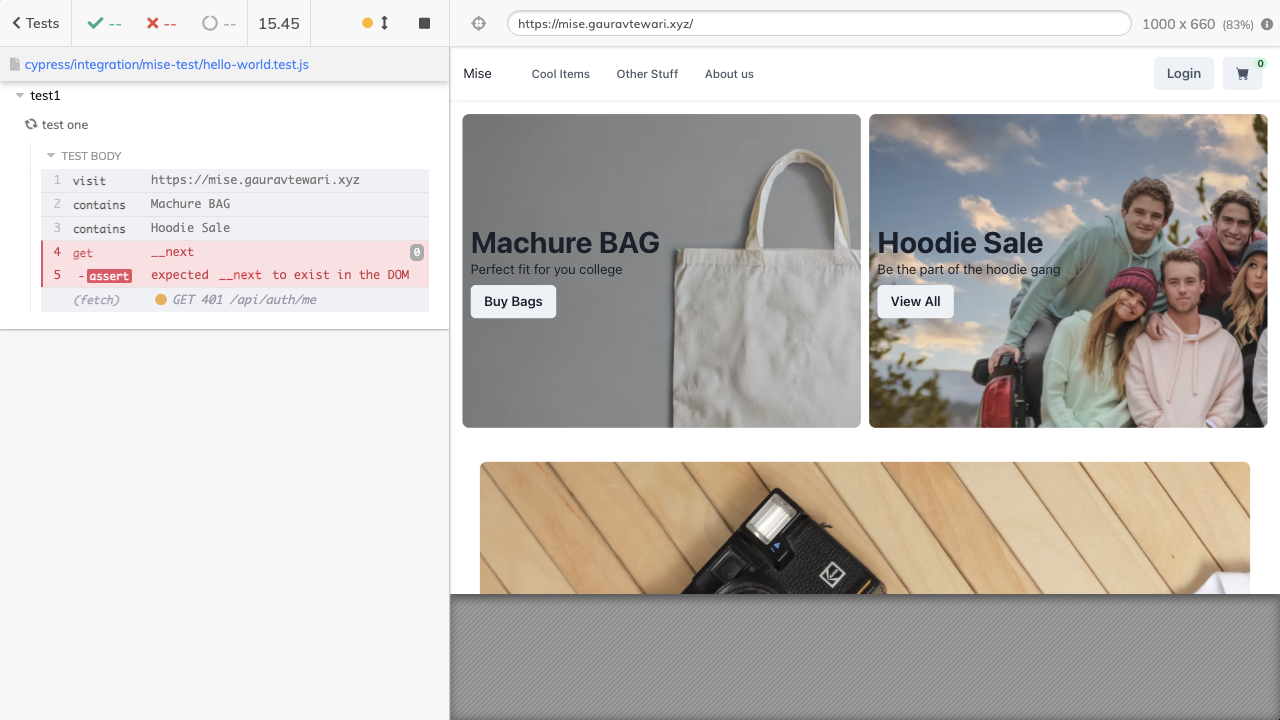 Tests -- -- -- 15.45
cypress/integration/mise-test/hello-world.test.js
test1
test one
TEST BODY
1 visit https://mise.gauravtewari.xyz
2 contains Machure BAG
3 contains Hoodie Sale
4 get __next 0
5 -assert expected __next to exist in the DOM
(fetch) GET 401 /api/auth/me
https://mise.gauravtewari.xyz/ 1000 x 660 (83%)
Mise Cool Items Other Stuff About us Login 0
Machure BAG
Perfect fit for you college
Buy Bags
Hoodie Sale
Be the part of the hoodie gang
View All